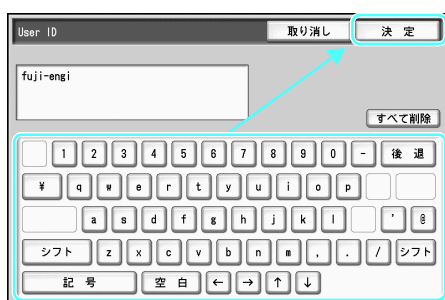 User ID 取り消し 決 定
fuji-engi
すべて削除
1 2 3 4 5 6 7 8 9 0 - 後 退
¥ q w e r t y u i o p
a s d f g h j k l ' @
シフト z x c v b n m , . / シフト
記 号 空 白 ← → ↑ ↓